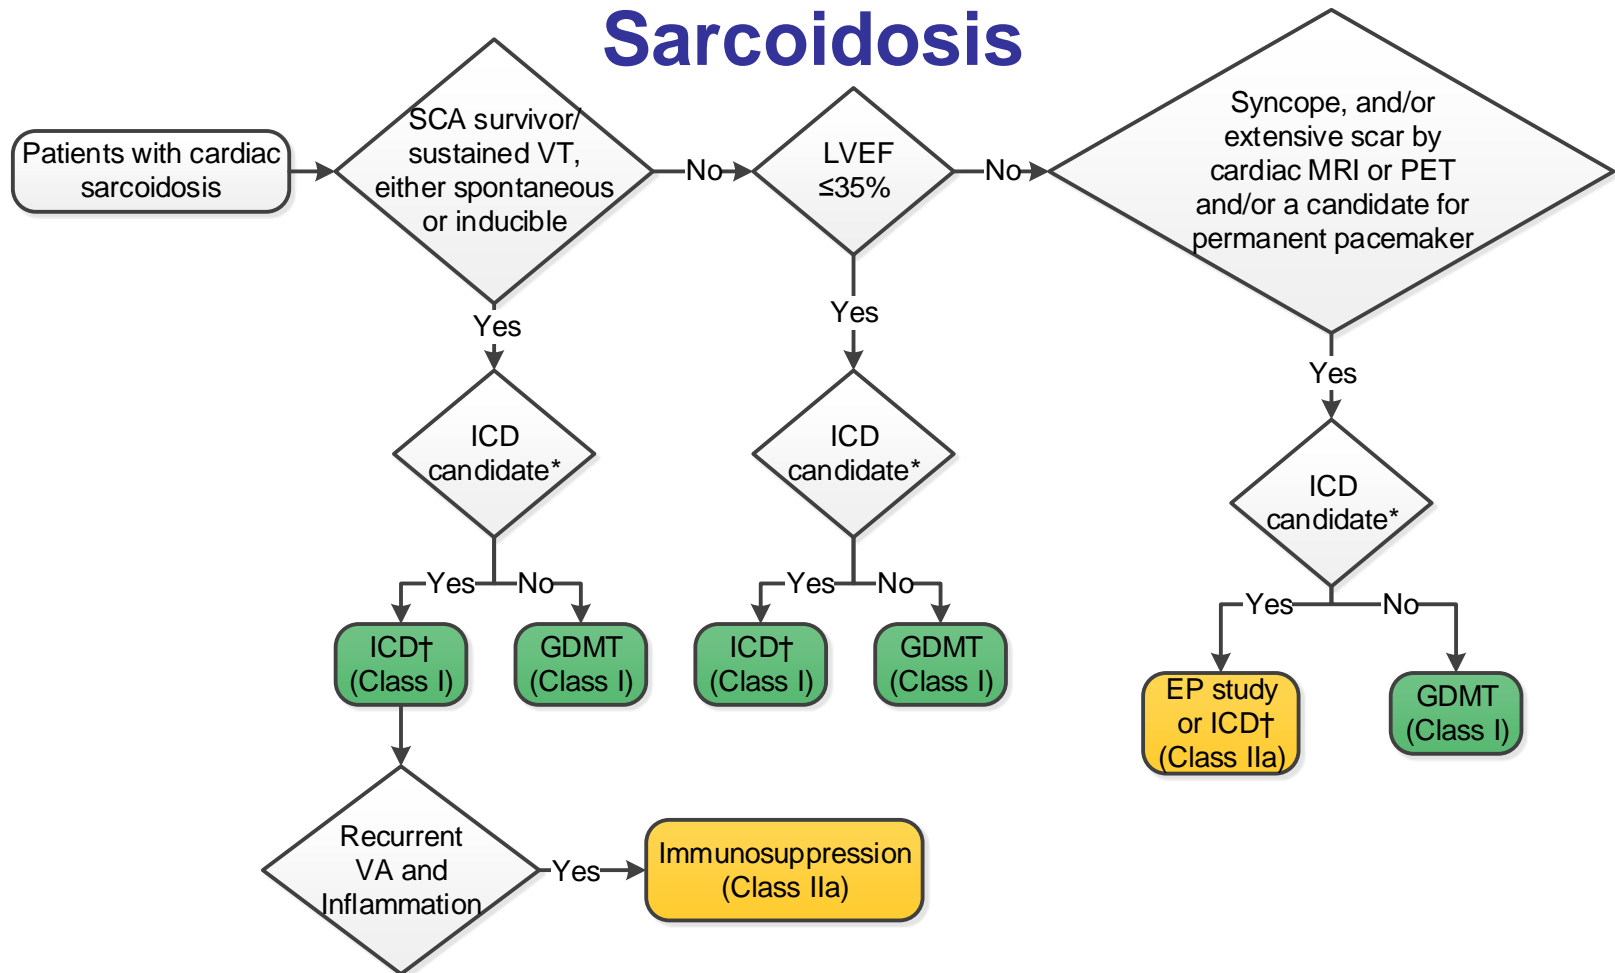 Sarcoidosis
Patients with cardiac
sarcoidosis
SCA survivor/
sustained VT,
either spontaneous
or inducible
No
LVEF
≤35%
No
Syncope, and/or
extensive scar by
cardiac MRI or PET
and/or a candidate for
permanent pacemaker
Yes
Yes
Yes
ICD
candidate*
ICD
candidate*
ICD
candidate*
Yes
No
Yes
No
Yes
No
ICD†
(Class I)
GDMT
(Class I)
ICD†
(Class I)
GDMT
(Class I)
EP study
or ICD†
(Class IIa)
GDMT
(Class I)
Recurrent
VA and
Inflammation
Yes
Immunosuppression
(Class IIa)